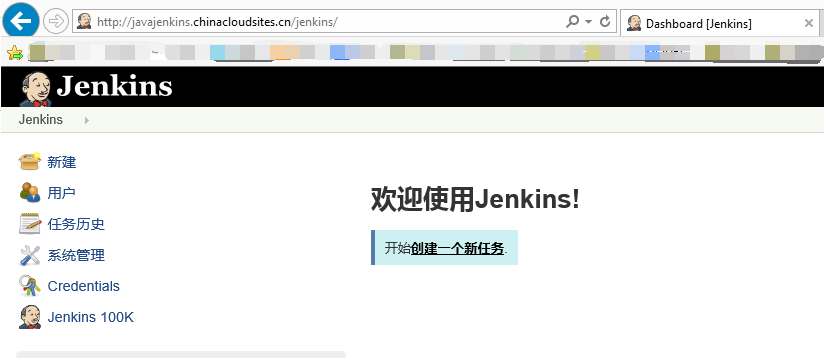 http://javajenkins.chinacloudsites.cn/jenkins/
Dashboard [Jenkins]
Jenkins
Jenkins
新建
用户
任务历史
系统管理
Credentials
Jenkins 100K
欢迎使用Jenkins!
开始创建一个新任务.